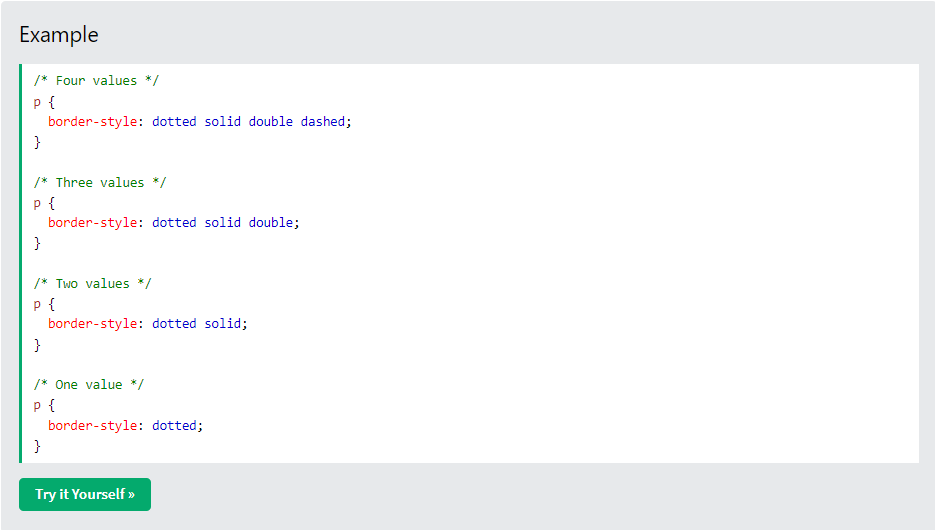 Example
/* Four values */
p {
  border-style: dotted solid double dashed;
}
/* Three values */
p {
  border-style: dotted solid double;
}
/* Two values */
p {
  border-style: dotted solid;
}
/* One value */
p {
  border-style: dotted;
}
Try it Yourself »